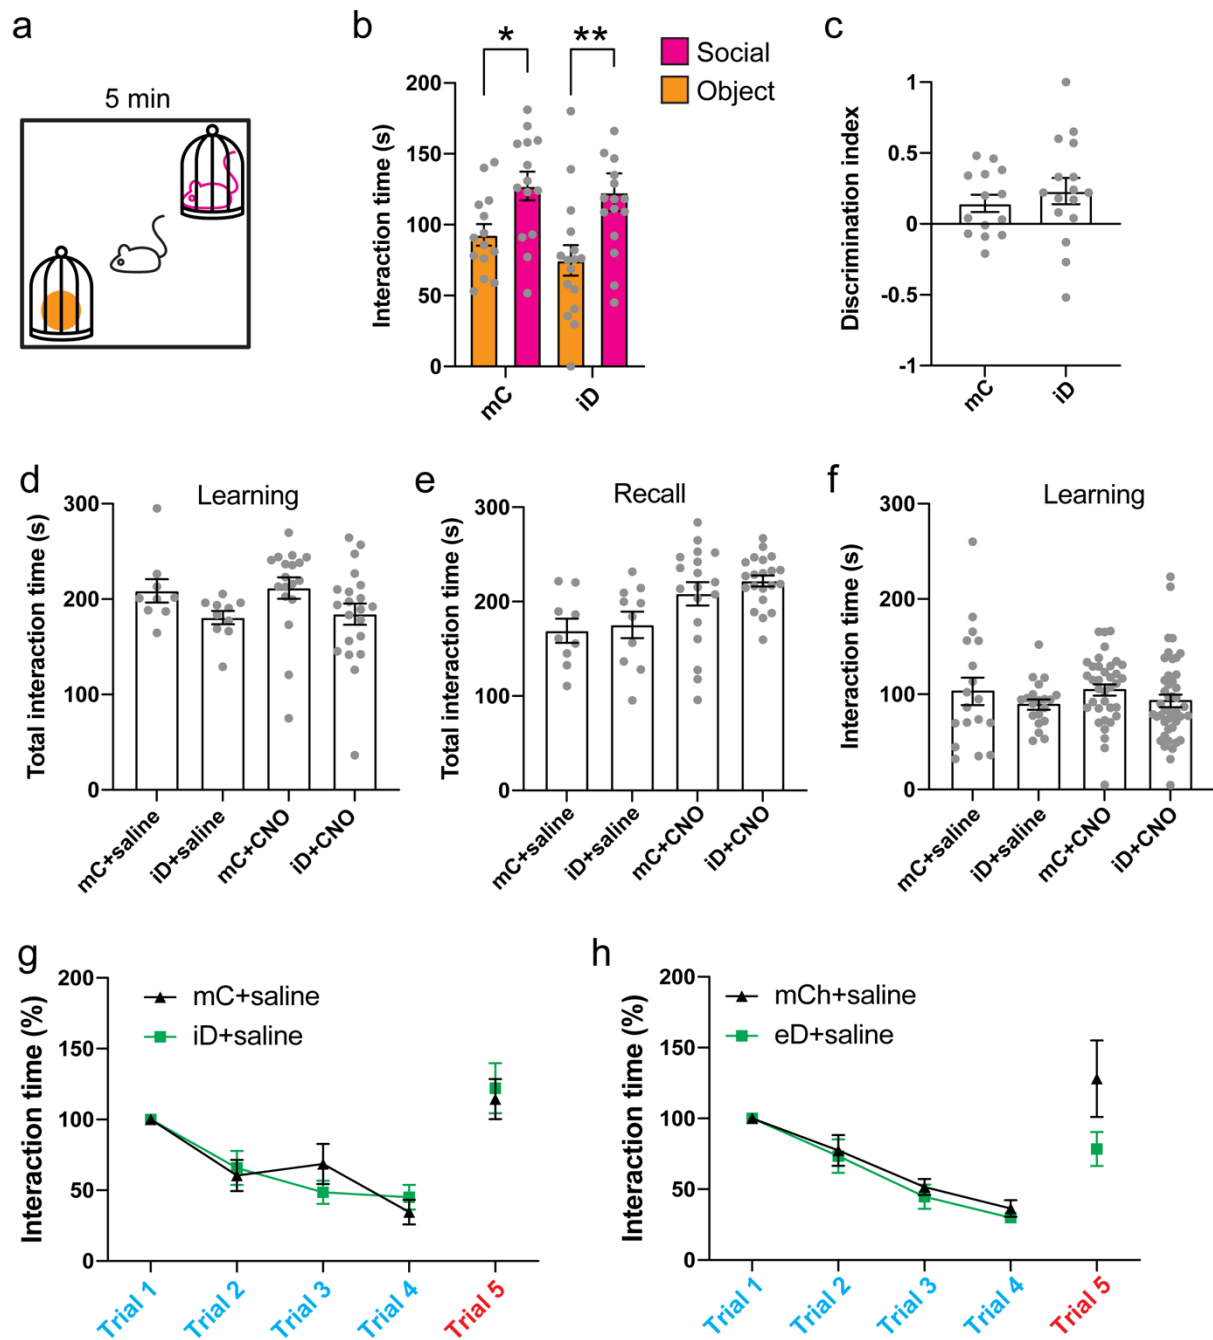 a
5 min
b
* **
Social
Object
Interaction time (s)
200
150
100
50
0
mC iD
c
Discrimination index
1
0.5
0
-0.5
-1
mC iD
d
Learning
Total interaction time (s)
300
200
100
0
mC+saline iD+saline mC+CNO iD+CNO
e
Recall
Total interaction time (s)
300
200
100
0
mC+saline iD+saline mC+CNO iD+CNO
f
Learning
Interaction time (s)
300
200
100
0
mC+saline iD+saline mC+CNO iD+CNO
g
mC+saline
iD+saline
Interaction time (%)
200
150
100
50
0
Trial 1 Trial 2 Trial 3 Trial 4 Trial 5
h
mCh+saline
eD+saline
Interaction time (%)
200
150
100
50
0
Trial 1 Trial 2 Trial 3 Trial 4 Trial 5